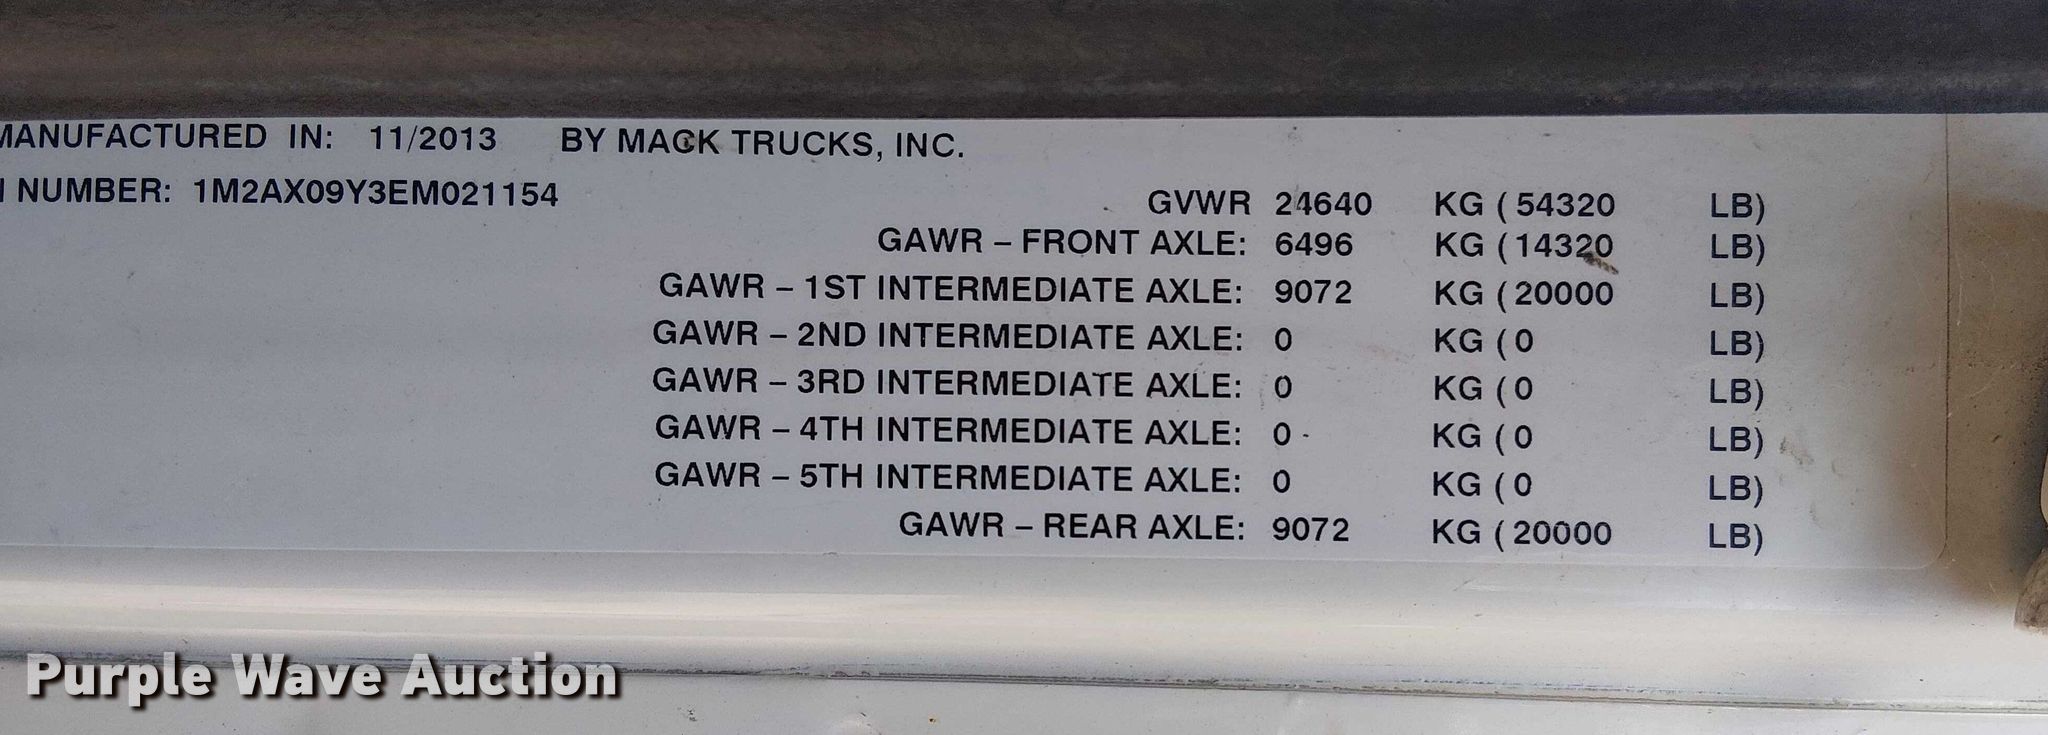 MANUFACTURED IN: 11/2013 BY MACK TRUCKS, INC.
NUMBER: 1M2AX09Y3EM021154
GVWR 24640 KG ( 54320 LB)
GAWR – FRONT AXLE: 6496 KG ( 14320 LB)
GAWR – 1ST INTERMEDIATE AXLE: 9072 KG ( 20000 LB)
GAWR – 2ND INTERMEDIATE AXLE: 0 KG ( 0 LB)
GAWR – 3RD INTERMEDIATE AXLE: 0 KG ( 0 LB)
GAWR – 4TH INTERMEDIATE AXLE: 0 KG ( 0 LB)
GAWR – 5TH INTERMEDIATE AXLE: 0 KG ( 0 LB)
GAWR – REAR AXLE: 9072 KG ( 20000 LB)
Purple Wave Auction